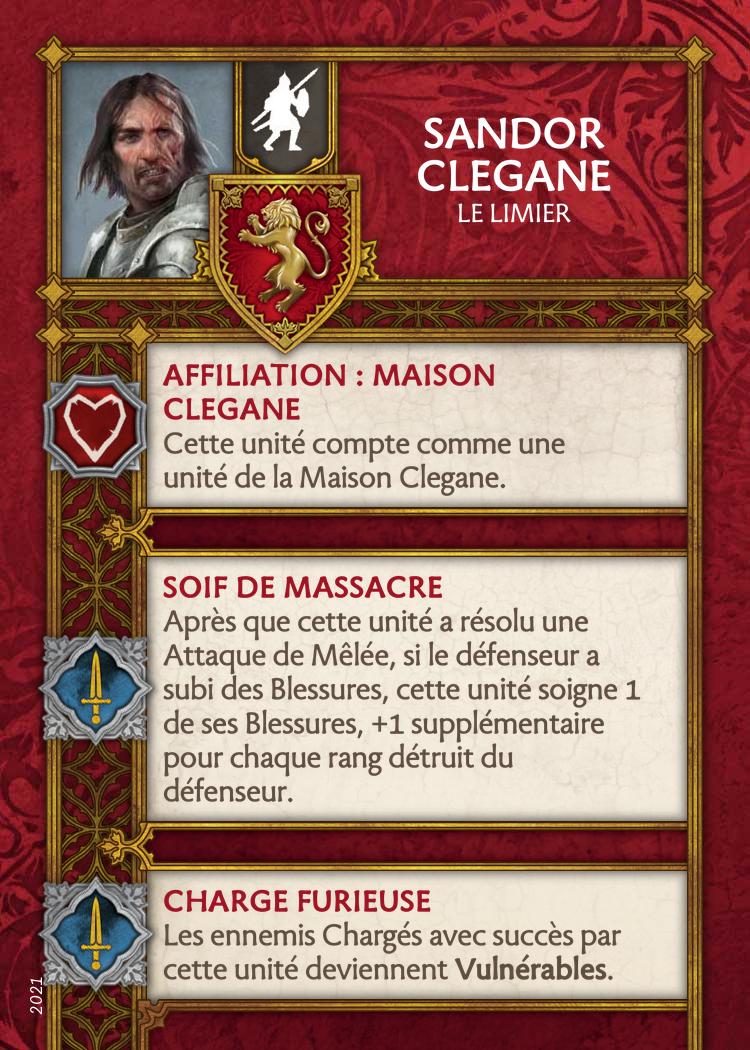 SANDOR
CLEGANE
LE LIMIER
AFFILIATION : MAISON
CLEGANE
Cette unité compte comme une
unité de la Maison Clegane.
SOIF DE MASSACRE
Après que cette unité a résolu une
Attaque de Mêlée, si le défenseur a
subi des Blessures, cette unité soigne 1
de ses Blessures, +1 supplémentaire
pour chaque rang détruit du
défenseur.
CHARGE FURIEUSE
Les ennemis Chargés avec succès par
cette unité deviennent Vulnérables.
2021